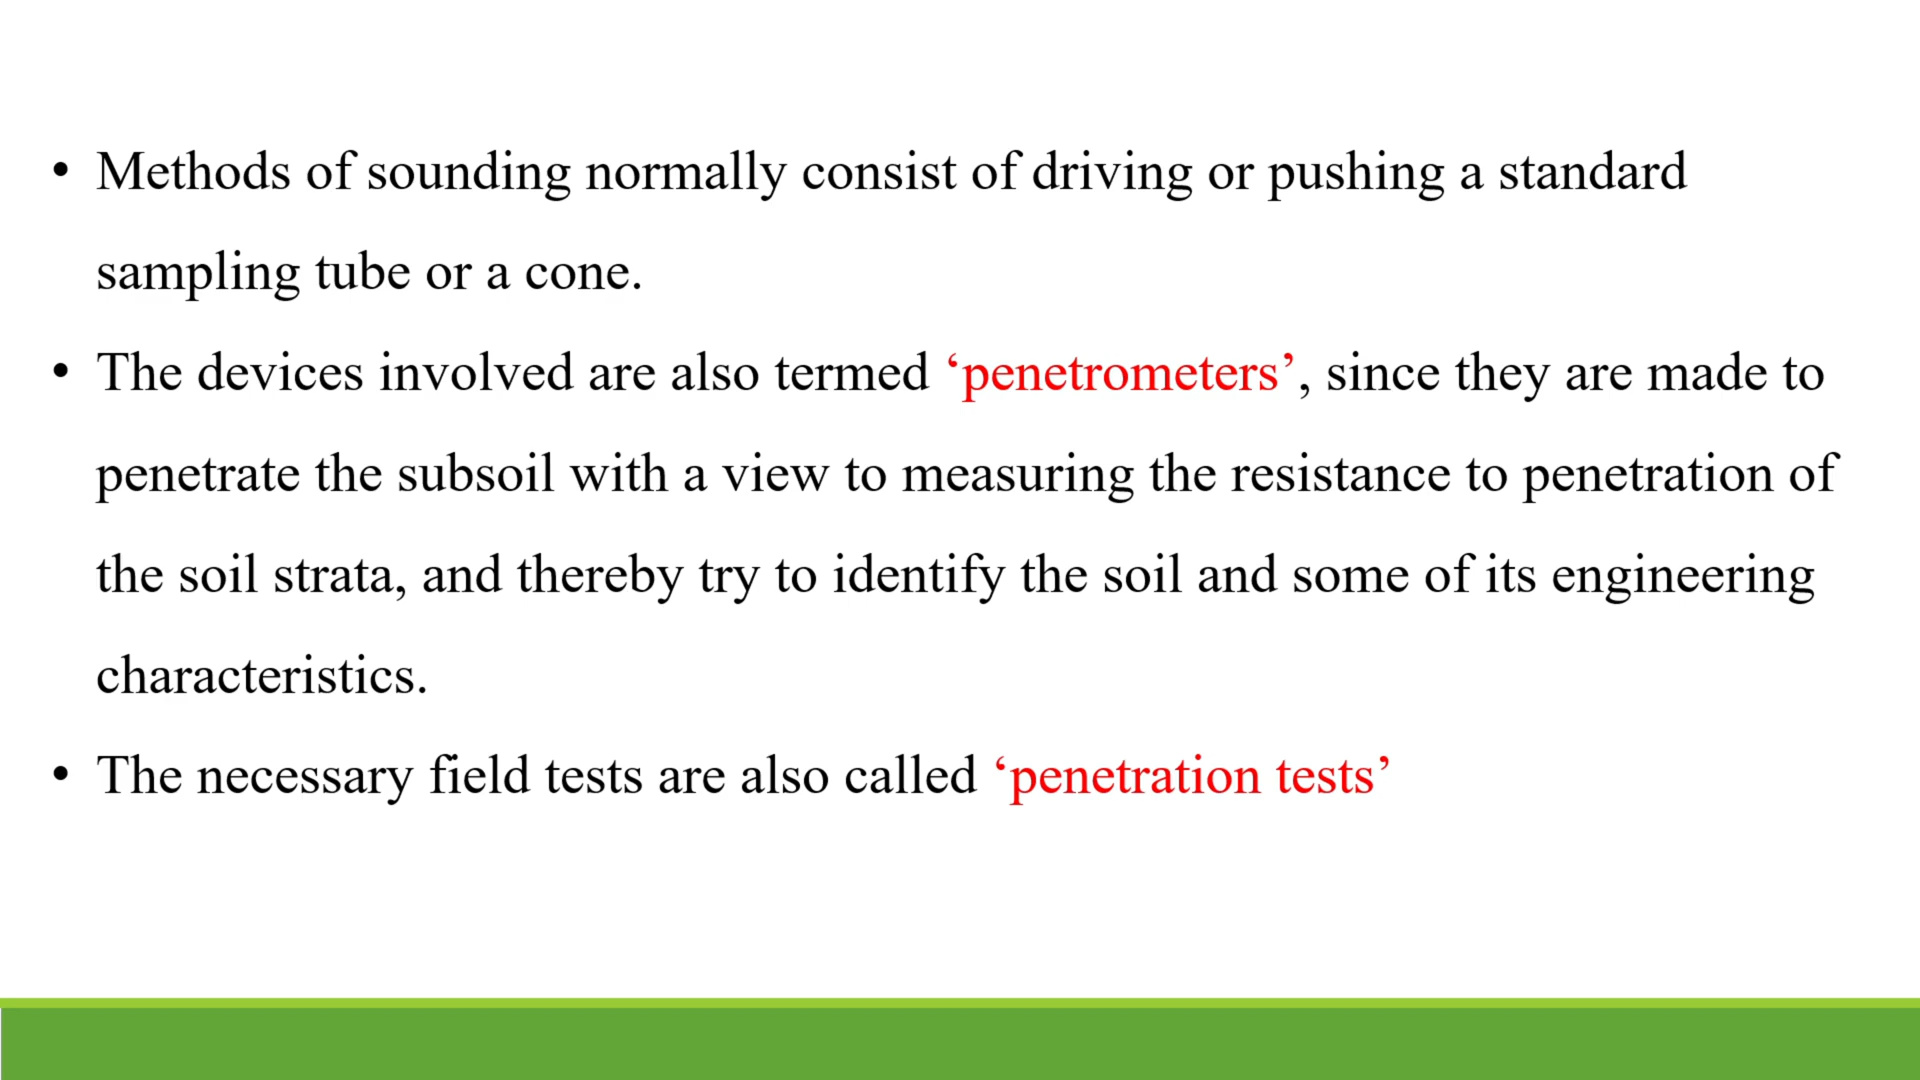 • Methods of sounding normally consist of driving or pushing a standard
sampling tube or a cone.
• The devices involved are also termed ‘penetrometers’, since they are made to
penetrate the subsoil with a view to measuring the resistance to penetration of
the soil strata, and thereby try to identify the soil and some of its engineering
characteristics.
• The necessary field tests are also called ‘penetration tests’